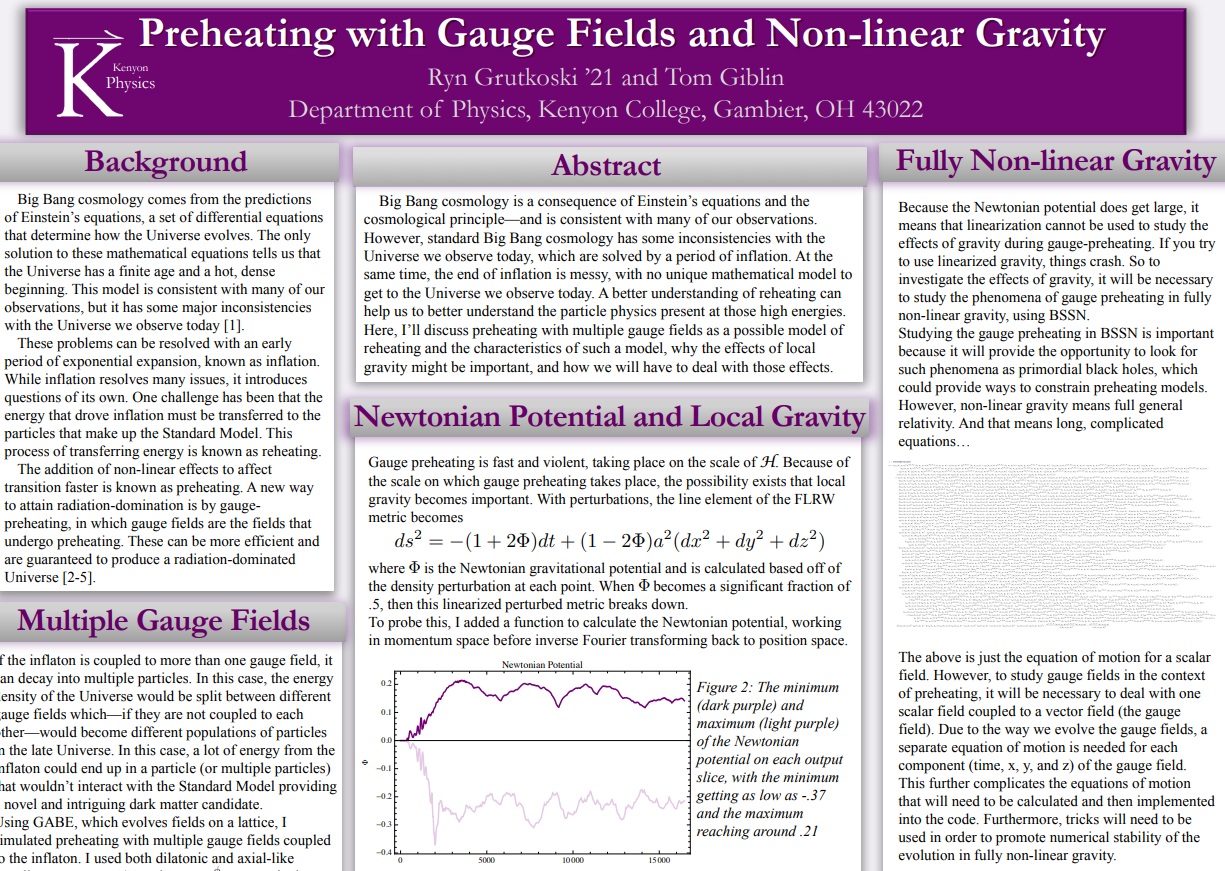 Preheating with Gauge Fields and Non-linear Gravity
K
Kenyon
Physics
Ryn Grutkoski ’21 and Tom Giblin
Department of Physics, Kenyon College, Gambier, OH 43022
Background
Big Bang cosmology comes from the predictions
of Einstein’s equations, a set of differential equations
that determine how the Universe evolves. The only
solution to these mathematical equations tells us that
the Universe has a finite age and a hot, dense
beginning. This model is consistent with many of our
observations, but it has some major inconsistencies
with the Universe we observe today [1].
These problems can be resolved with an early
period of exponential expansion, known as inflation.
While inflation resolves many issues, it introduces
questions of its own. One challenge has been that the
energy that drove inflation must be transferred to the
particles that make up the Standard Model. This
process of transferring energy is known as reheating.
The addition of non-linear effects to affect
transition faster is known as preheating. A new way
to attain radiation-domination is by gauge-
preheating, in which gauge fields are the fields that
undergo preheating. These can be more efficient and
are guaranteed to produce a radiation-dominated
Universe [2-5].
Multiple Gauge Fields
f the inflaton is coupled to more than one gauge field, it
an decay into multiple particles. In this case, the energy
ensity of the Universe would be split between different
auge fields which—if they are not coupled to each
ther—would become different populations of particles
n the late Universe. In this case, a lot of energy from the
nflaton could end up in a particle (or multiple particles)
hat wouldn’t interact with the Standard Model providing
novel and intriguing dark matter candidate.
Using GABE, which evolves fields on a lattice, I
imulated preheating with multiple gauge fields coupled
o the inflaton. I used both dilatonic and axial-like
Abstract
Big Bang cosmology is a consequence of Einstein’s equations and the
cosmological principle—and is consistent with many of our observations.
However, standard Big Bang cosmology has some inconsistencies with the
Universe we observe today, which are solved by a period of inflation. At the
same time, the end of inflation is messy, with no unique mathematical model to
get to the Universe we observe today. A better understanding of reheating can
help us to better understand the particle physics present at those high energies.
Here, I’ll discuss preheating with multiple gauge fields as a possible model of
reheating and the characteristics of such a model, why the effects of local
gravity might be important, and how we will have to deal with those effects.
Newtonian Potential and Local Gravity
Gauge preheating is fast and violent, taking place on the scale of ℋ. Because of
the scale on which gauge preheating takes place, the possibility exists that local
gravity becomes important. With perturbations, the line element of the FLRW
metric becomes
ds² = −(1 + 2Φ)dt + (1 − 2Φ)a²(dx² + dy² + dz²)
where Φ is the Newtonian gravitational potential and is calculated based off of
the density perturbation at each point. When Φ becomes a significant fraction of
.5, then this linearized perturbed metric breaks down.
To probe this, I added a function to calculate the Newtonian potential, working
in momentum space before inverse Fourier transforming back to position space.
Newtonian Potential
0.2
0.1
0.0
−0.1
−0.2
−0.3
−0.4
Φ
0
5000
10000
15000
Figure 2: The minimum
(dark purple) and
maximum (light purple)
of the Newtonian
potential on each output
slice, with the minimum
getting as low as -.37
and the maximum
reaching around .21
Fully Non-linear Gravity
Because the Newtonian potential does get large, it
means that linearization cannot be used to study the
effects of gravity during gauge-preheating. If you try
to use linearized gravity, things crash. So to
investigate the effects of gravity, it will be necessary
to study the phenomena of gauge preheating in fully
non-linear gravity, using BSSN.
Studying the gauge preheating in BSSN is important
because it will provide the opportunity to look for
such phenomena as primordial black holes, which
could provide ways to constrain preheating models.
However, non-linear gravity means full general
relativity. And that means long, complicated
equations…
The above is just the equation of motion for a scalar
field. However, to study gauge fields in the context
of preheating, it will be necessary to deal with one
scalar field coupled to a vector field (the gauge
field). Due to the way we evolve the gauge fields, a
separate equation of motion is needed for each
component (time, x, y, and z) of the gauge field.
This further complicates the equations of motion
that will need to be calculated and then implemented
into the code. Furthermore, tricks will need to be
used in order to promote numerical stability of the
evolution in fully non-linear gravity.